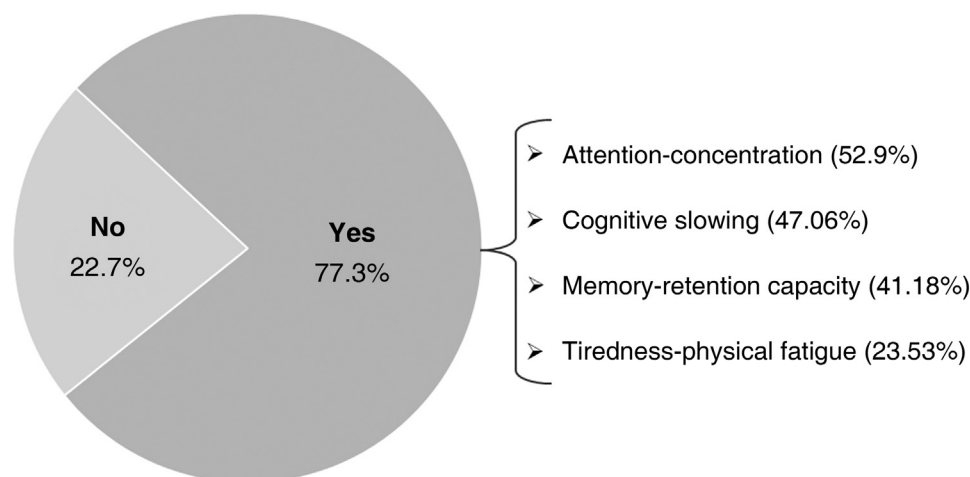 No
22.7%
Yes
77.3%
➢ Attention-concentration (52.9%)
➢ Cognitive slowing (47.06%)
➢ Memory-retention capacity (41.18%)
➢ Tiredness-physical fatigue (23.53%)